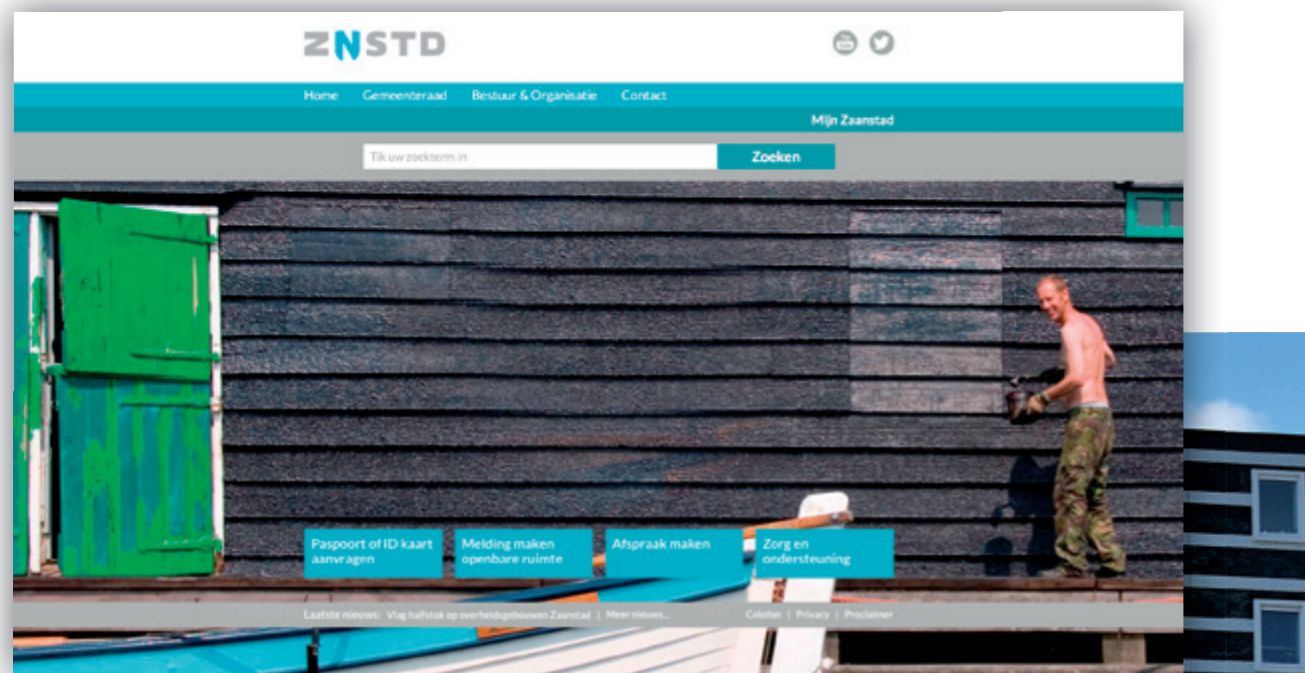 ZNSTD
Home Gemeenteraad Bestuur & Organisatie Contact
Mijn Zaanstad
Tik uw zoekterm in Zoeken
Paspoort of ID kaart
aanvragen
Melding maken
openbare ruimte
Afspraak maken
Zorg en
ondersteuning
Laatste nieuws: Vlag halfstok op overheidsgebouwen Zaanstad | Meer nieuws... Colofon | Privacy | Proclaimer